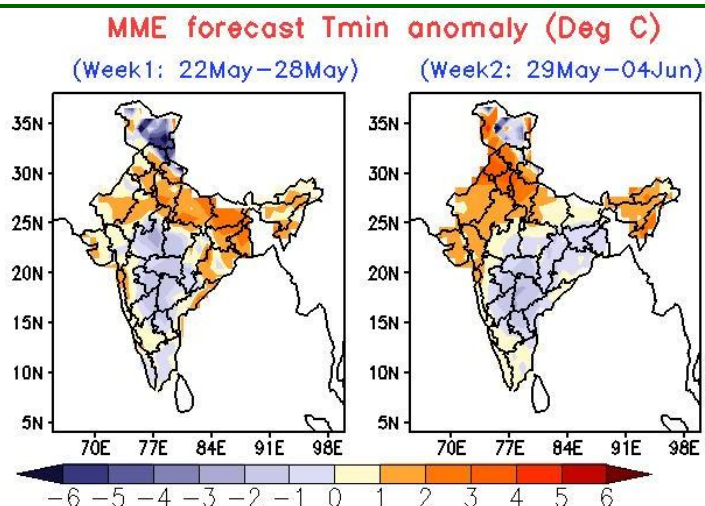 MME forecast Tmin anomaly (Deg C)
(Week1: 22May–28May) (Week2: 29May–04Jun)
35N 35N
30N 30N
25N 25N
20N 20N
15N 15N
10N 10N
5N 5N
70E 77E 84E 91E 98E 70E 77E 84E 91E 98E
−6 −5 −4 −3 −2 −1 0 1 2 3 4 5 6